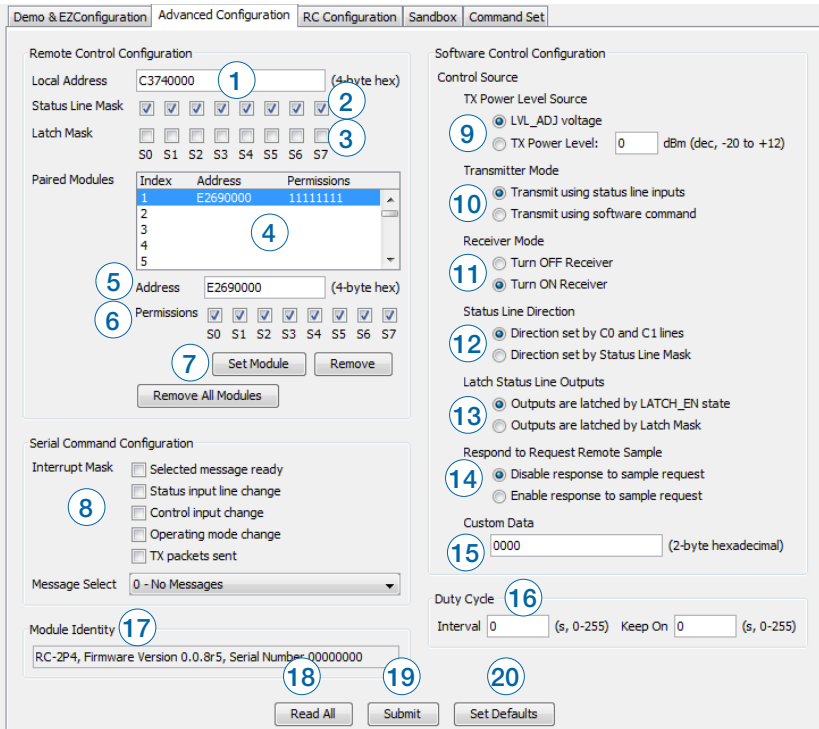 Demo & EZConfiguration Advanced Configuration RC Configuration Sandbox Command Set
Remote Control Configuration
Local Address C3740000 1 (4-byte hex)
Status Line Mask 2
Latch Mask 3
S0 S1 S2 S3 S4 S5 S6 S7
Paired Modules Index Address Permissions
1 E2690000 11111111
2
3
4
5
4
5 Address E2690000 (4-byte hex)
6 Permissions
S0 S1 S2 S3 S4 S5 S6 S7
7 Set Module Remove
Remove All Modules
Serial Command Configuration
Interrupt Mask Selected message ready
Status input line change
8 Control input change
Operating mode change
TX packets sent
Message Select 0 - No Messages
Module Identity 17
RC-2P4, Firmware Version 0.0.8r5, Serial Number 00000000
Software Control Configuration
Control Source
TX Power Level Source
9 LVL_ADJ voltage
TX Power Level: 0 dBm (dec, -20 to +12)
Transmitter Mode
10 Transmit using status line inputs
Transmit using software command
Receiver Mode
11 Turn OFF Receiver
Turn ON Receiver
Status Line Direction
12 Direction set by C0 and C1 lines
Direction set by Status Line Mask
Latch Status Line Outputs
13 Outputs are latched by LATCH_EN state
Outputs are latched by Latch Mask
Respond to Request Remote Sample
14 Disable response to sample request
Enable response to sample request
Custom Data
15 0000 (2-byte hexadecimal)
Duty Cycle 16
Interval 0 (s, 0-255) Keep On 0 (s, 0-255)
18 19 20
Read All Submit Set Defaults